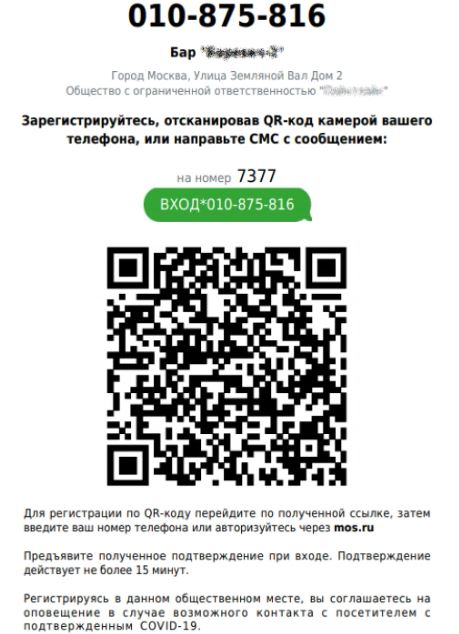 010-875-816
Бар
Город Москва, Улица Земляной Вал Дом 2
Общество с ограниченной ответственностью
Зарегистрируйтесь, отсканировав QR-код камерой вашего
телефона, или направьте СМС с сообщением:
на номер 7377
ВХОД*010-875-816
Для регистрации по QR-коду перейдите по полученной ссылке, затем
введите ваш номер телефона или авторизуйтесь через mos.ru
Предъявите полученное подтверждение при входе. Подтверждение
действует не более 15 минут.
Регистрируясь в данном общественном месте, вы соглашаетесь на
оповещение в случае возможного контакта с посетителем с
подтвержденным COVID-19.